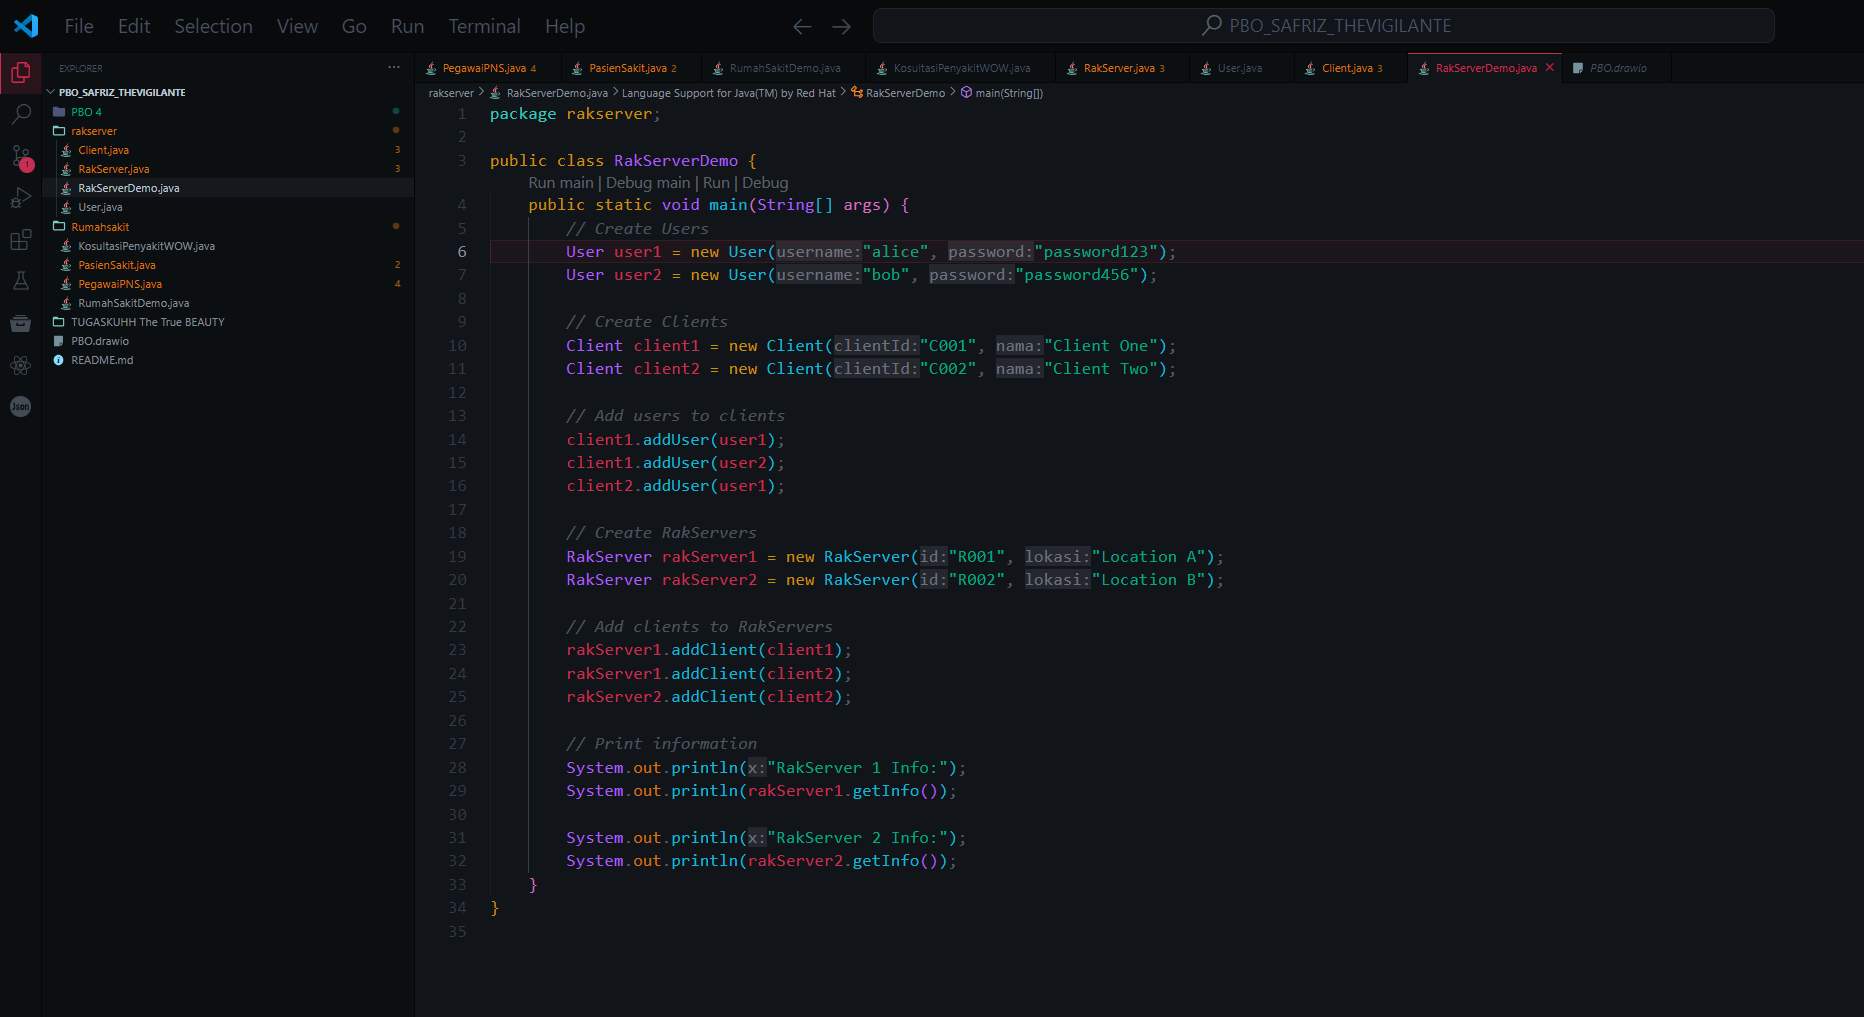 File Edit Selection View Go Run Terminal Help
PBO_SAFRIZ_THEVIGILANTE
EXPLORER
PBO_SAFRIZ_THEVIGILANTE
PBO 4
rakserver
Client.java 3
RakServer.java 3
RakServerDemo.java
User.java
Rumahsakit
KosultasiPenyakitWOW.java
PasienSakit.java 2
PegawaiPNS.java 4
RumahSakitDemo.java
TUGASKUHH The True BEAUTY
PBO.drawio
README.md
1
Json
PegawaiPNS.java 4 PasienSakit.java 2 RumahSakitDemo.java KosultasiPenyakitWOW.java RakServer.java 3 User.java Client.java 3 RakServerDemo.java PBO.drawio
rakserver > RakServerDemo.java > Language Support for Java(TM) by Red Hat > RakServerDemo > main(String[])
1 package rakserver;
2
3 public class RakServerDemo {
Run main | Debug main | Run | Debug
4 public static void main(String[] args) {
5 // Create Users
6 User user1 = new User(username:"alice", password:"password123");
7 User user2 = new User(username:"bob", password:"password456");
8
9 // Create Clients
10 Client client1 = new Client(clientId:"C001", nama:"Client One");
11 Client client2 = new Client(clientId:"C002", nama:"Client Two");
12
13 // Add users to clients
14 client1.addUser(user1);
15 client1.addUser(user2);
16 client2.addUser(user1);
17
18 // Create RakServers
19 RakServer rakServer1 = new RakServer(id:"R001", lokasi:"Location A");
20 RakServer rakServer2 = new RakServer(id:"R002", lokasi:"Location B");
21
22 // Add clients to RakServers
23 rakServer1.addClient(client1);
24 rakServer1.addClient(client2);
25 rakServer2.addClient(client2);
26
27 // Print information
28 System.out.println(x:"RakServer 1 Info:");
29 System.out.println(rakServer1.getInfo());
30
31 System.out.println(x:"RakServer 2 Info:");
32 System.out.println(rakServer2.getInfo());
33 }
34 }
35